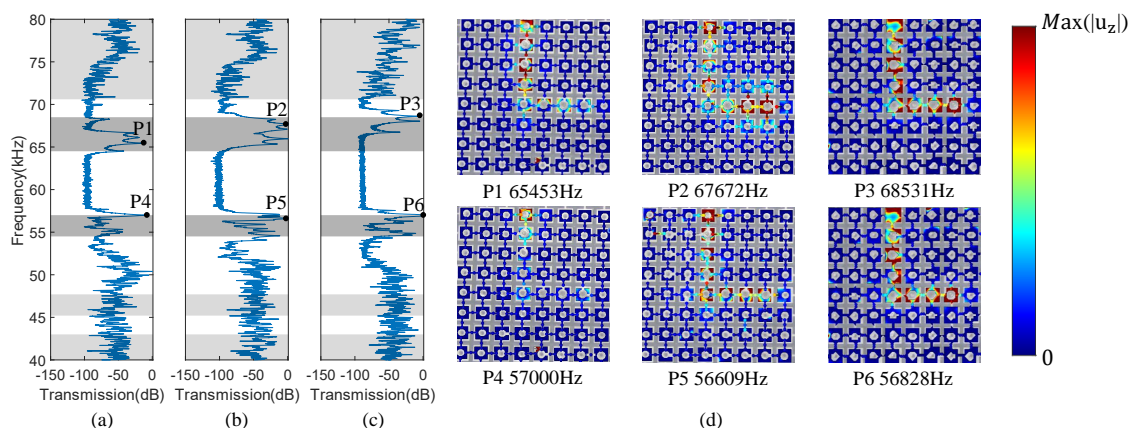 80
75
70
65
60
55
50
45
40
Frequency(kHz)
P1
P4
-150 -100 -50 0
Transmission(dB)
(a)
P2
P5
-150 -100 -50 0
Transmission(dB)
(b)
P3
P6
-150 -100 -50 0
Transmission(dB)
(c)
P1 65453Hz
P2 67672Hz
P3 68531Hz
P4 57000Hz
P5 56609Hz
P6 56828Hz
(d)
Max(|u_z|)
0